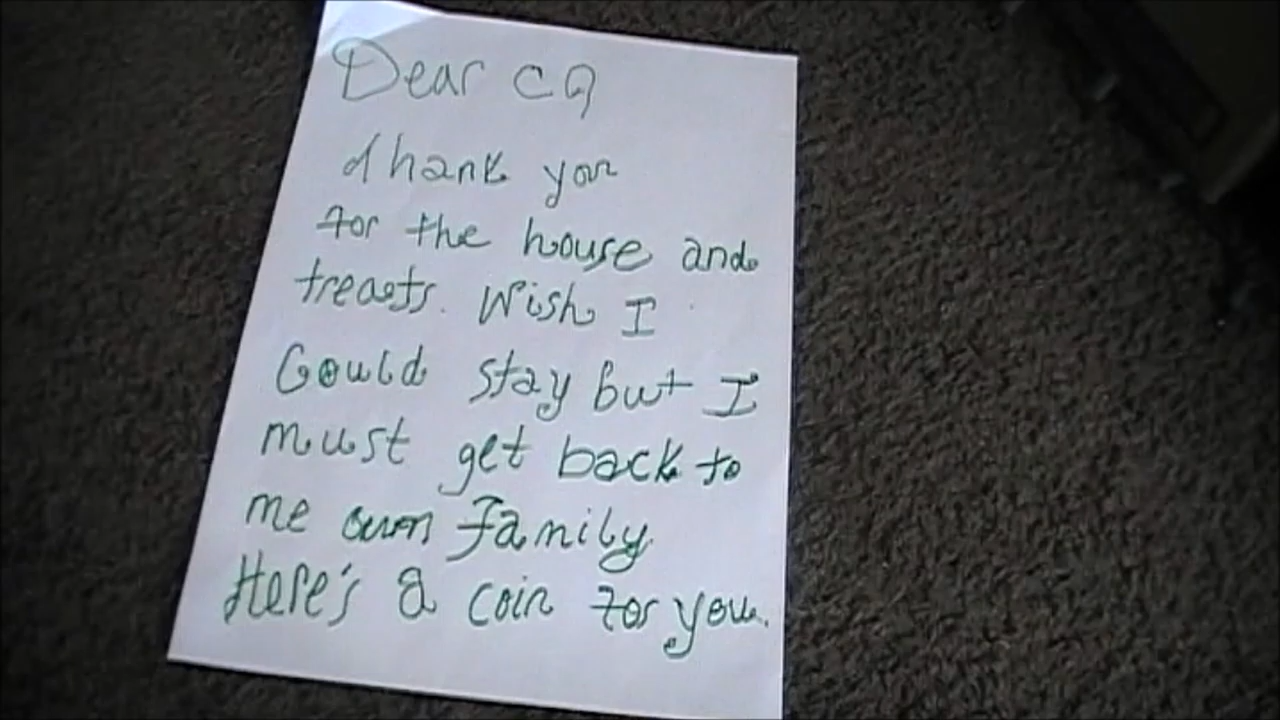 Dear CQ
thank you
for the house and
treats. Wish I
Could stay but I
must get back to
me own family.
Here's a coin for you.